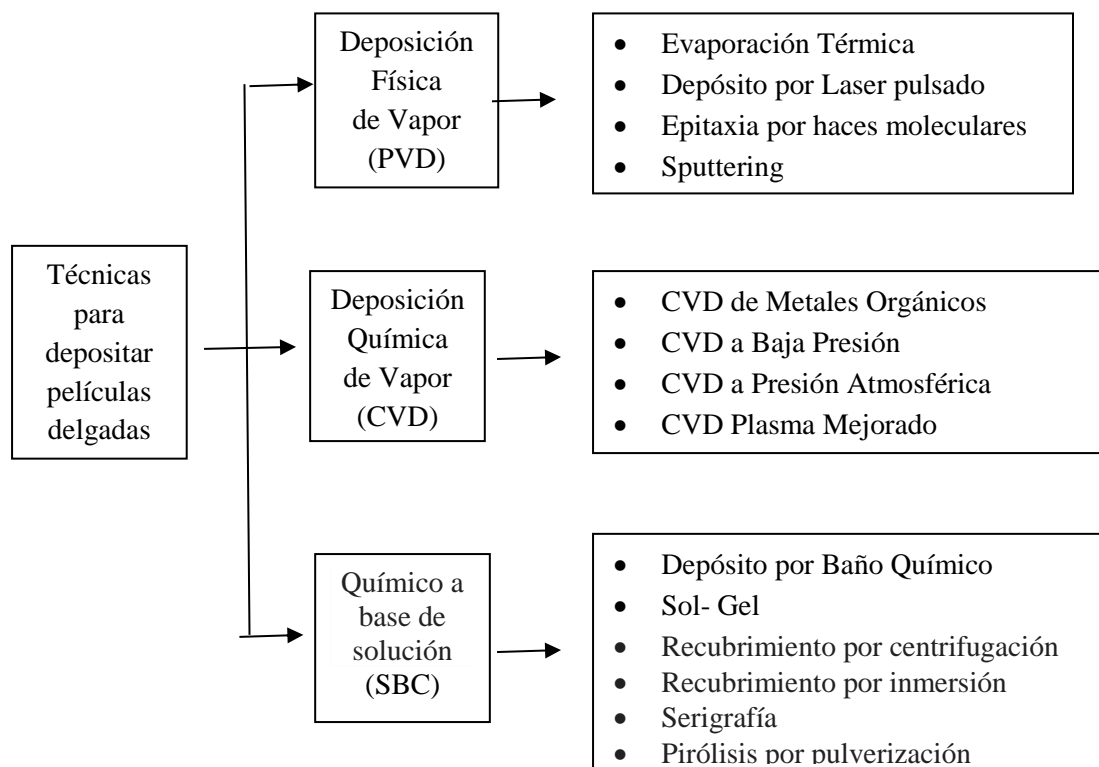 Deposición
Física
de Vapor
(PVD)
• Evaporación Térmica
• Depósito por Laser pulsado
• Epitaxia por haces moleculares
• Sputtering
Técnicas
para
depositar
películas
delgadas
Deposición
Química
de Vapor
(CVD)
• CVD de Metales Orgánicos
• CVD a Baja Presión
• CVD a Presión Atmosférica
• CVD Plasma Mejorado
Químico a
base de
solución
(SBC)
• Depósito por Baño Químico
• Sol- Gel
• Recubrimiento por centrifugación
• Recubrimiento por inmersión
• Serigrafía
• Pirólisis por pulverización